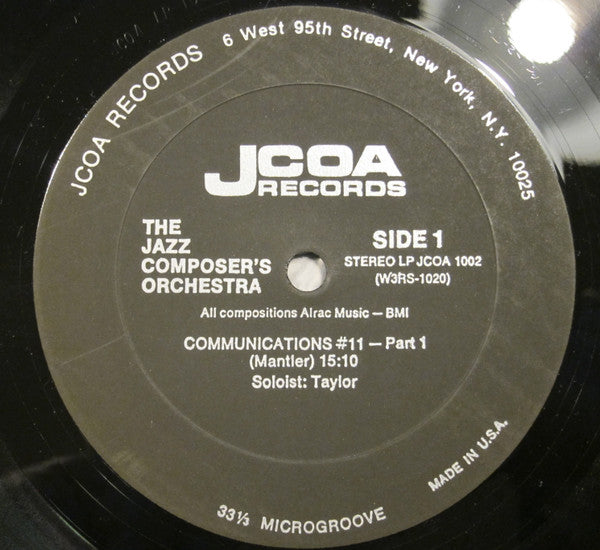 JCOA RECORDS 6 West 95th Street, New York, N.Y. 10025
JCOA
RECORDS
THE
JAZZ
COMPOSER'S
ORCHESTRA
SIDE 1
STEREO LP JCOA 1002
(W3RS-1020)
All compositions Alrac Music – BMI
COMMUNICATIONS #11 – Part 1
(Mantler) 15:10
Soloist: Taylor
33⅓ MICROGROOVE
MADE IN U.S.A.